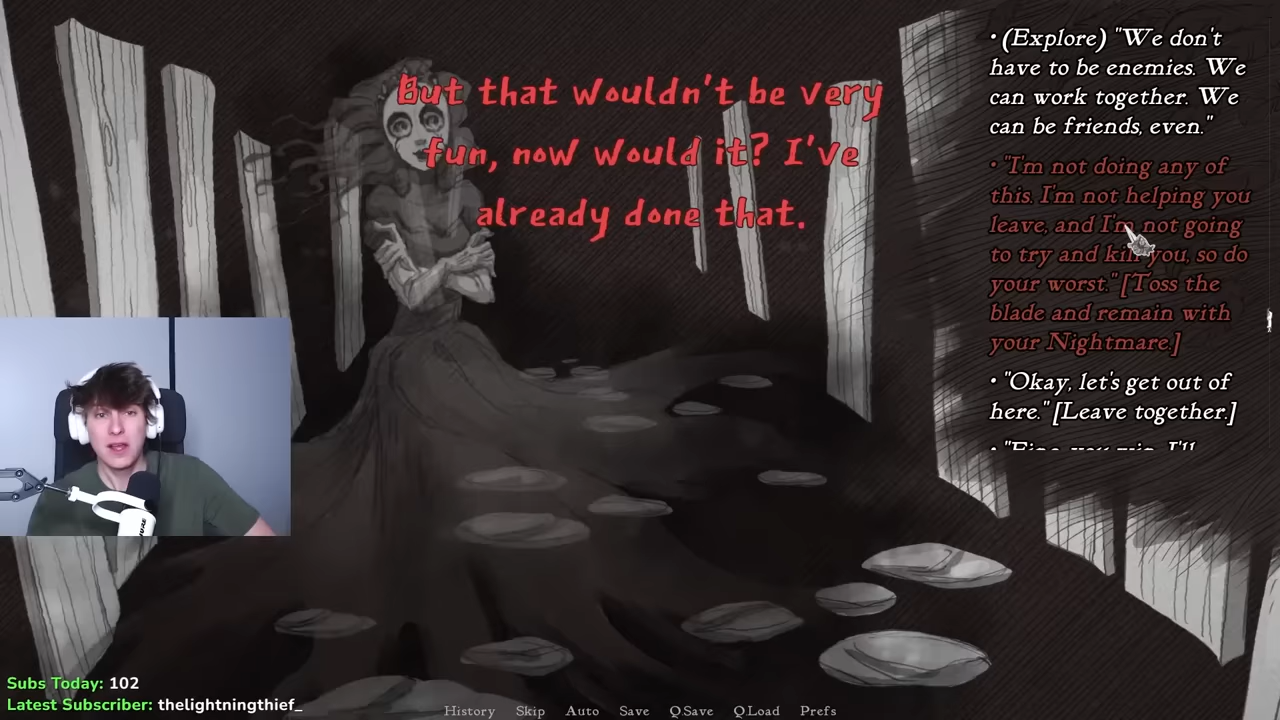 But that wouldn't be very
fun, now would it? I've
already done that.
• (Explore) "We don't
have to be enemies. We
can work together. We
can be friends, even."
• "I'm not doing any of
this. I'm not helping you
leave, and I'm not going
to try and kill you, so do
your worst." [Toss the
blade and remain with
your Nightmare.]
• "Okay, let's get out of
here." [Leave together.]
• "Fine, you win. I'll
Subs Today: 102
Latest Subscriber: thelightningthief_
History Skip Auto Save Q.Save Q.Load Prefs